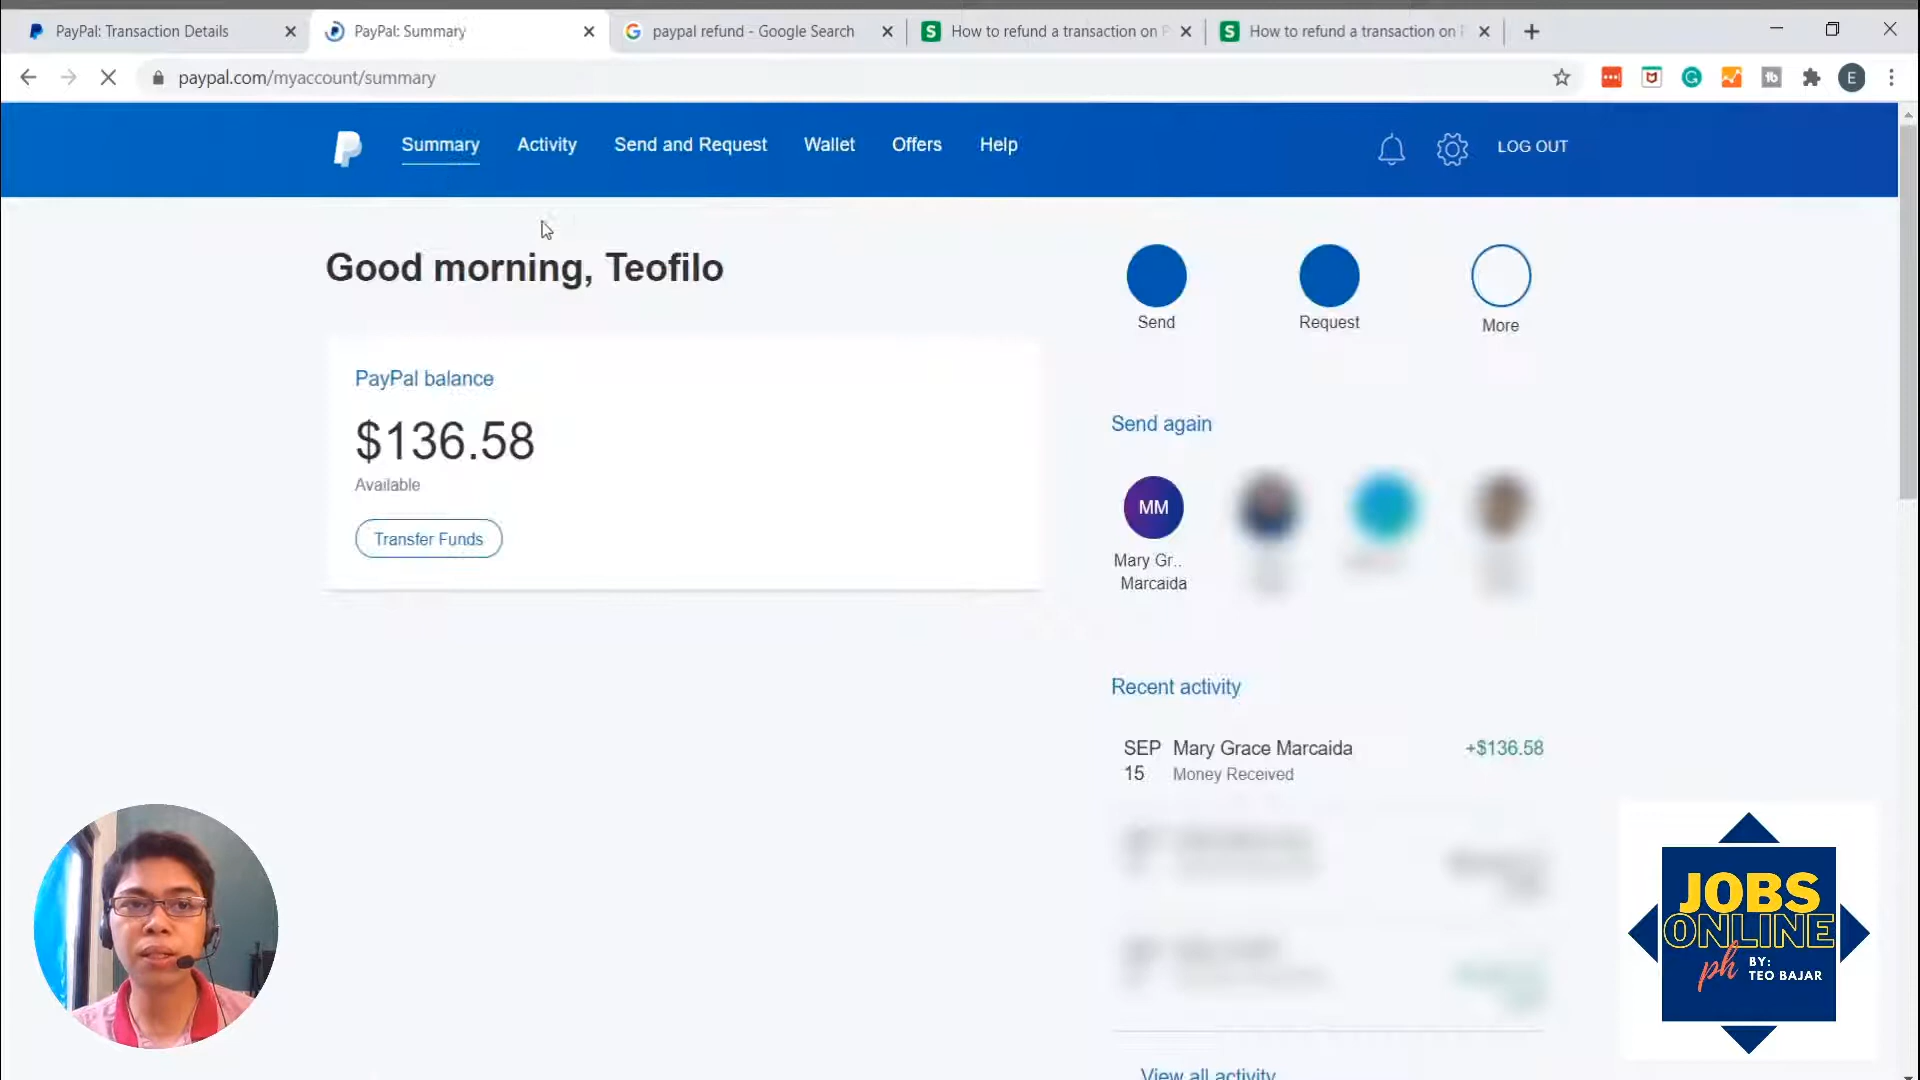 PayPal: Transaction Details
PayPal: Summary
paypal refund - Google Search
How to refund a transaction on P
How to refund a transaction on P
paypal.com/myaccount/summary
E
Summary
Activity
Send and Request
Wallet
Offers
Help
LOG OUT
Good morning, Teofilo
Send
Request
More
PayPal balance
$136.58
Available
Transfer Funds
Send again
MM
Mary Gr..
Marcaida
Recent activity
SEP
15
Mary Grace Marcaida
Money Received
+$136.58
View all activity
JOBS
ONLINE
ph
BY:
TEO BAJAR